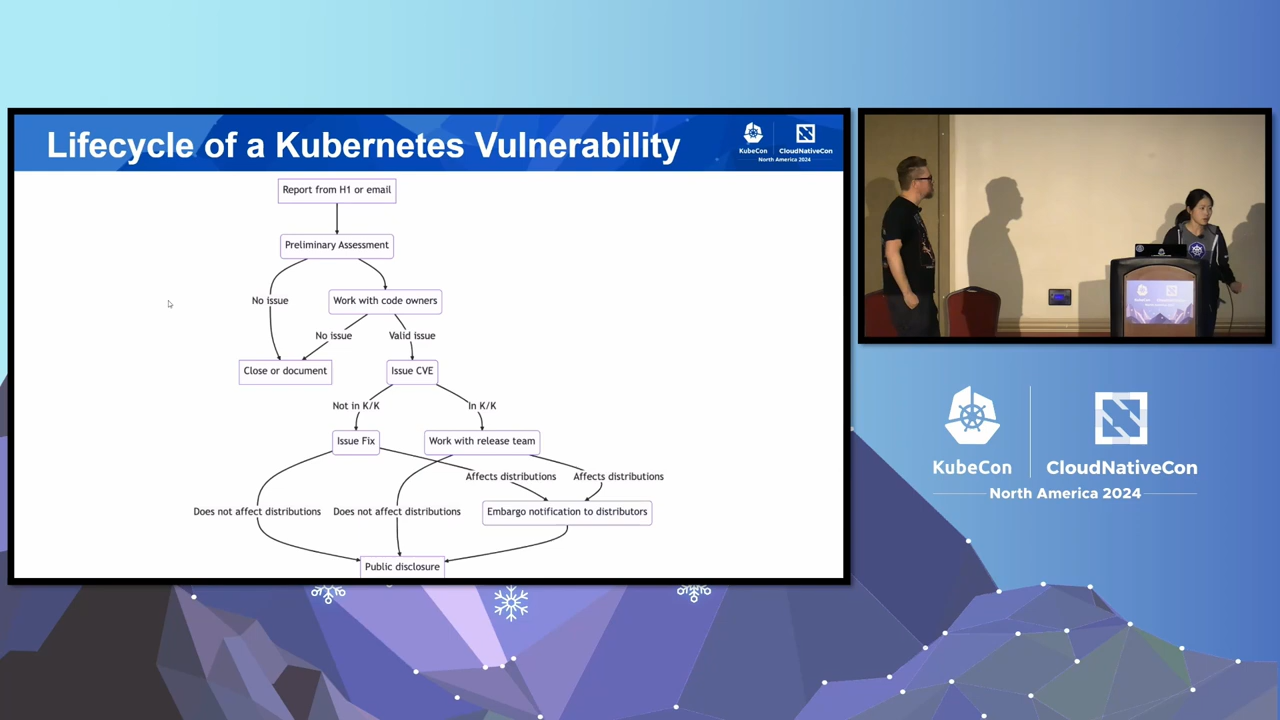 Lifecycle of a Kubernetes Vulnerability
KubeCon
CloudNativeCon
North America 2024
Report from H1 or email
Preliminary Assessment
No issue
Work with code owners
No issue
Valid issue
Close or document
Issue CVE
Not in K/K
In K/K
Issue Fix
Work with release team
Affects distributions
Affects distributions
Does not affect distributions
Does not affect distributions
Embargo notification to distributors
Public disclosure
KubeCon
CloudNativeCon
North America 2024